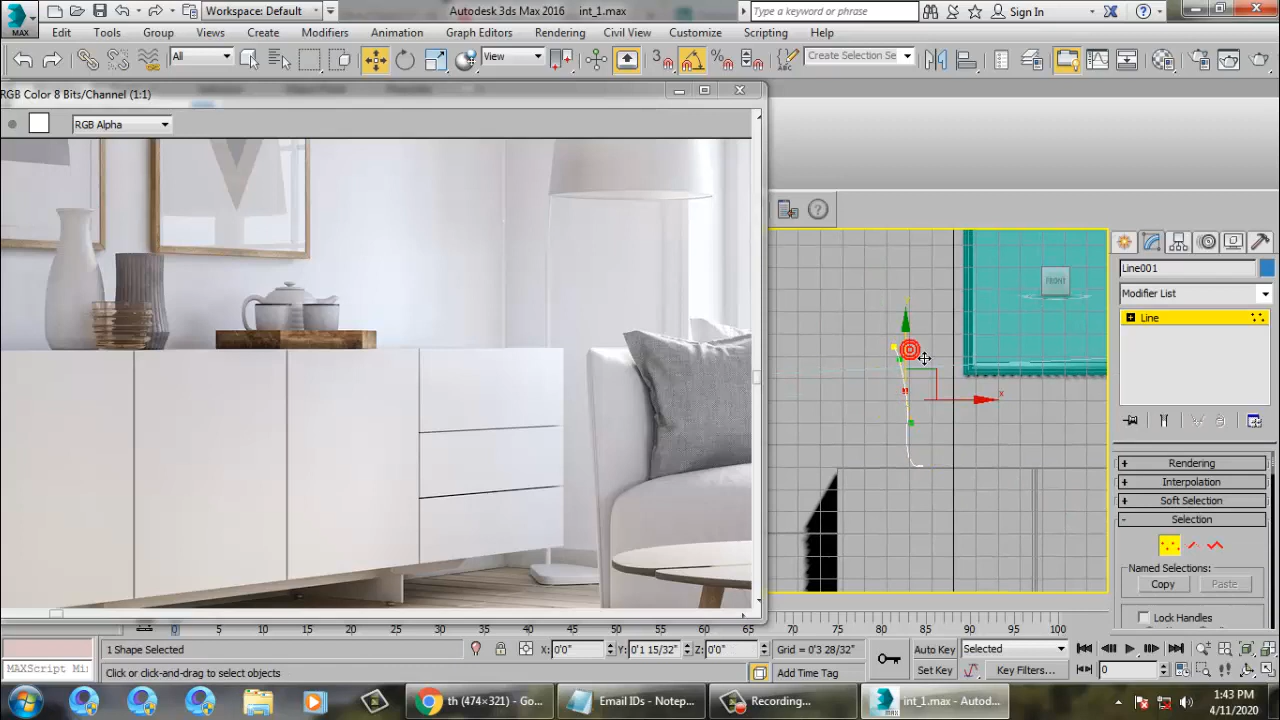 MAX
Workspace: Default
Autodesk 3ds Max 2016
int_1.max
Type a keyword or phrase
Sign In
Edit
Tools
Group
Views
Create
Modifiers
Animation
Graph Editors
Rendering
Civil View
Customize
Scripting
Help
All
View
3
Create Selection Se
RGB Color 8 Bits/Channel (1:1)
RGB Alpha
FRONT
x
Line001
Modifier List
Line
Rendering
Interpolation
Soft Selection
Selection
Named Selections:
Copy
Paste
Lock Handles
0 5 10 15 20 25 30 35 40 45 50 55 60 65 70 75 80 85 90 95 100
1 Shape Selected
X: 0'0"
Y: 0'1 15/32"
Z: 0'0"
Grid = 0'3 28/32"
Auto Key
Selected
MAXScript Mi
Click or click-and-drag to select objects
Add Time Tag
Set Key
Key Filters...
0
th (474×321) - Go...
Email IDs - Notep...
Recording...
int_1.max - Autod...
1:43 PM
4/11/2020